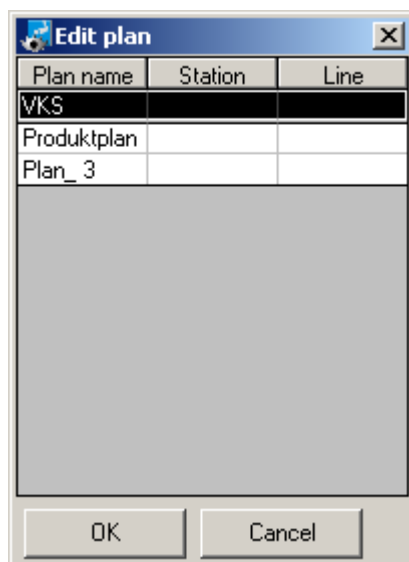 Edit plan
Plan name Station Line
VKS
Produktplan
Plan_ 3
OK Cancel